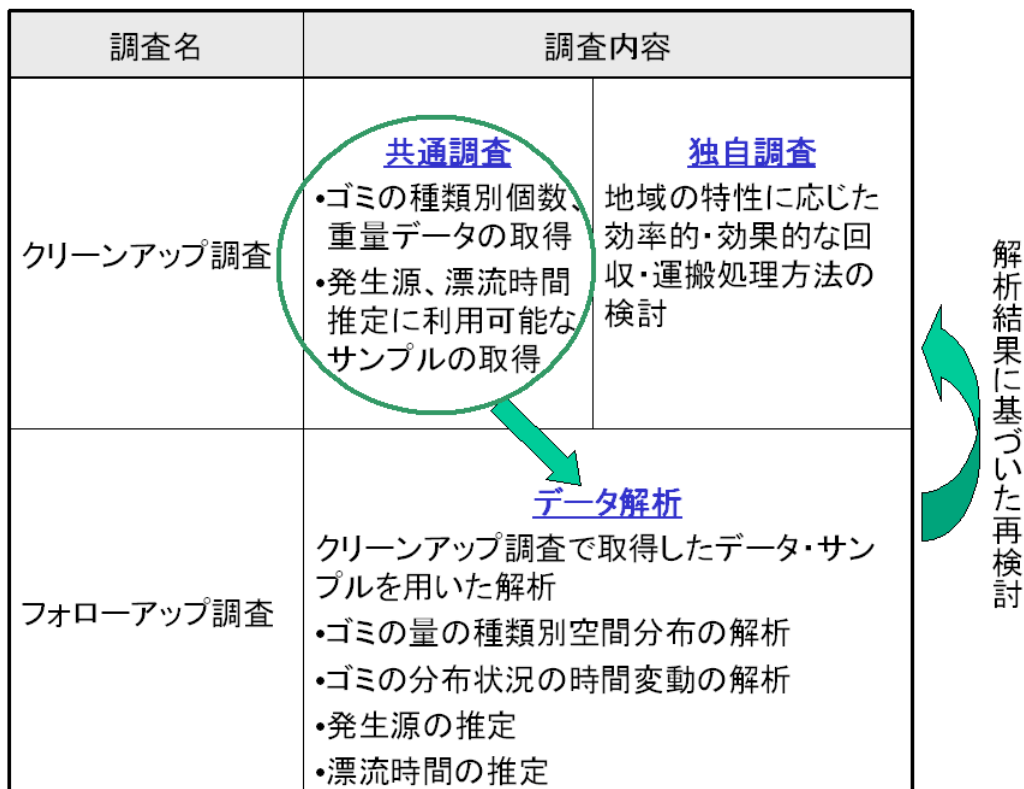 調査名
調査内容
クリーンアップ調査
共通調査
•ゴミの種類別個数、
重量データの取得
•発生源、漂流時間
推定に利用可能な
サンプルの取得
独自調査
地域の特性に応じた
効率的・効果的な回
収・運搬処理方法の
検討
フォローアップ調査
データ解析
クリーンアップ調査で取得したデータ・サン
プルを用いた解析
•ゴミの量の種類別空間分布の解析
•ゴミの分布状況の時間変動の解析
•発生源の推定
•漂流時間の推定
解析結果に基づいた再検討